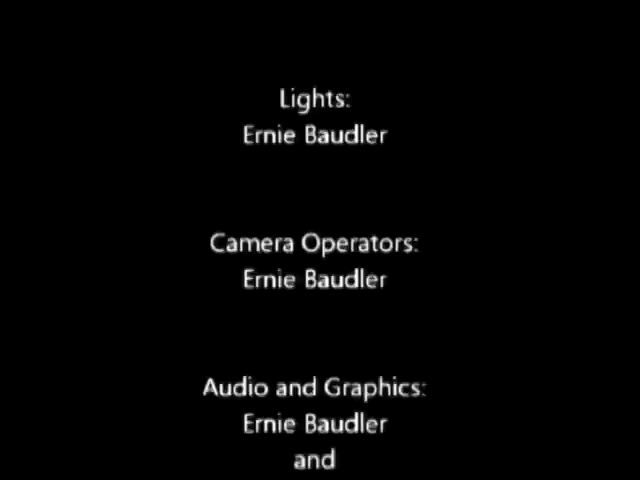 Lights:
Ernie Baudler
Camera Operators:
Ernie Baudler
Audio and Graphics:
Ernie Baudler
and